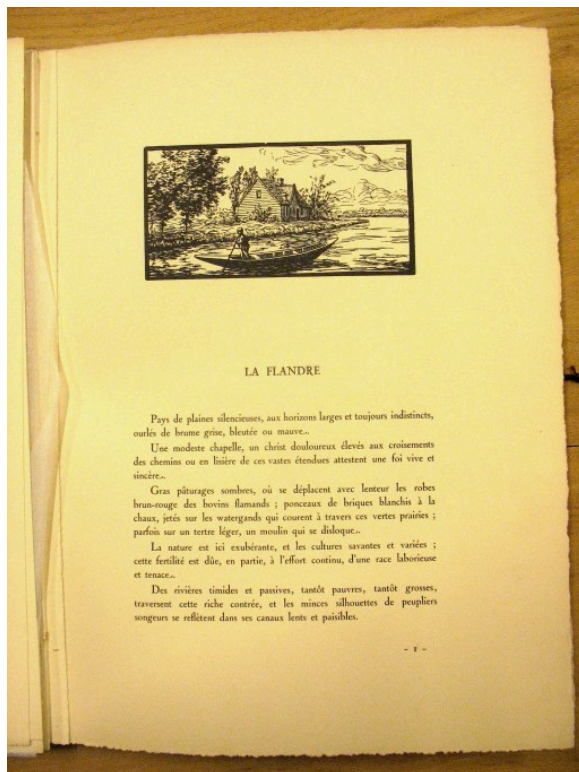 LA FLANDRE
Pays de plaines silencieuses, aux horizons larges et toujours indistincts,
ourlés de brume grise, bleutée ou mauve...
Une modeste chapelle, un christ douloureux élevés aux croisements
des chemins ou en lisière de ces vastes étendues attestent une foi vive et
sincère...
Gras pâturages sombres, où se déplacent avec lenteur les robes
brun-rouge des bovins flamands ; ponceaux de briques blanchis à la
chaux, jetés sur les watergands qui courent à travers ces vertes prairies ;
parfois sur un tertre léger, un moulin qui se disloque...
La nature est ici exubérante, et les cultures savantes et variées ;
cette fertilité est dûe, en partie, à l'effort continu, d'une race laborieuse
et tenace...
Des rivières timides et passives, tantôt pauvres, tantôt grosses,
traversent cette riche contrée, et les minces silhouettes de peupliers
songeurs se reflètent dans ses canaux lents et paisibles.